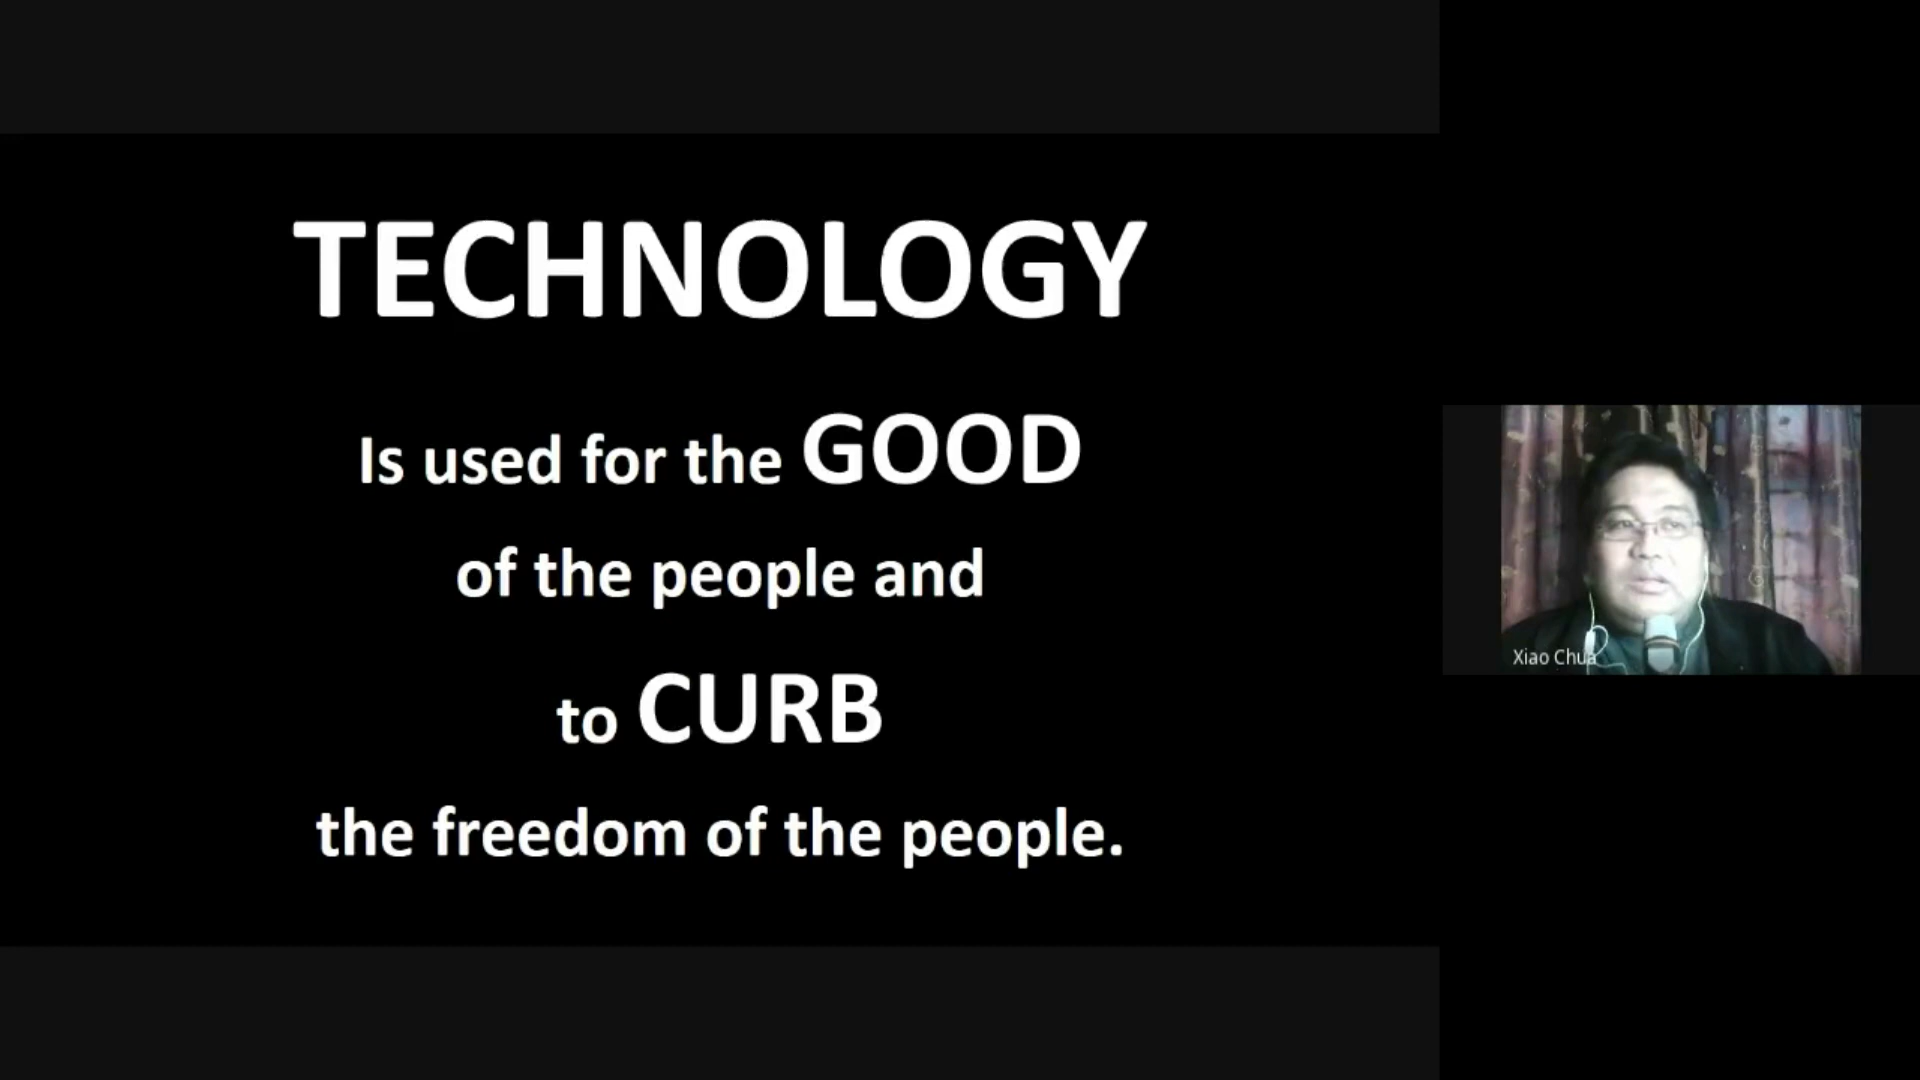 TECHNOLOGY
Is used for the GOOD
of the people and
to CURB
the freedom of the people.
Xiao Chua